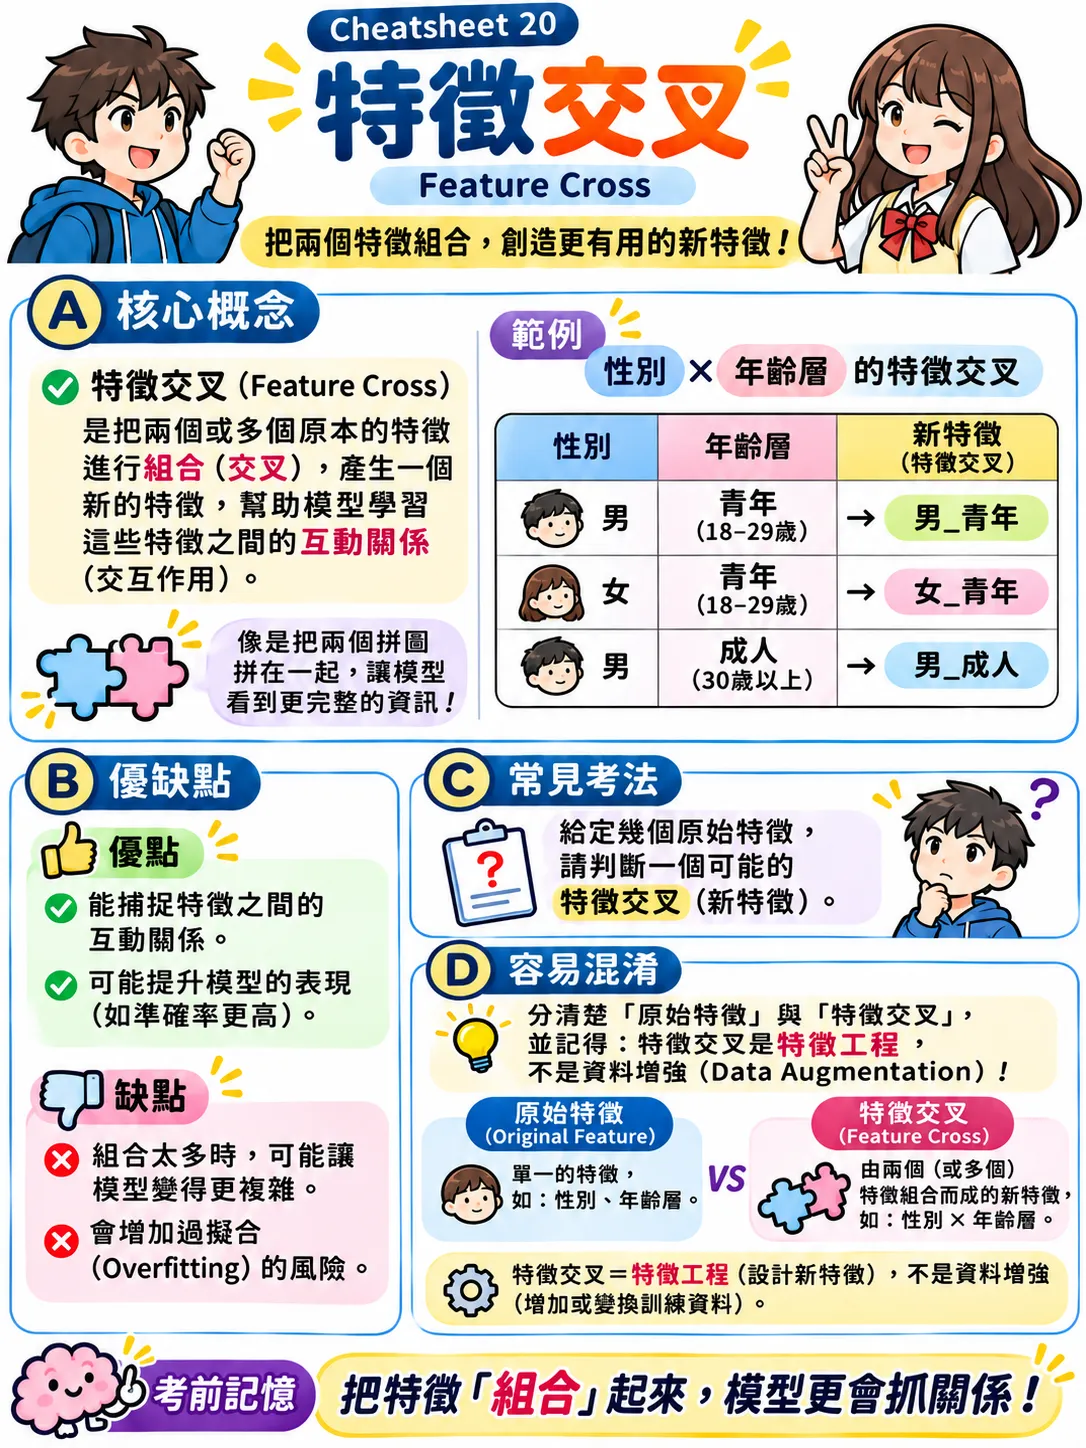 Cheatsheet 20
特徵交叉
Feature Cross
把兩個特徵組合，創造更有用的新特徵！
A 核心概念
特徵交叉（Feature Cross）
是把兩個或多個原本的特徵
進行組合（交叉），產生一個
新的特徵，幫助模型學習
這些特徵之間的互動關係
（交互作用）。
像是把兩個拼圖
拼在一起，讓模型
看到更完整的資訊！
範例
性別 × 年齡層 的特徵交叉
性別 年齡層 新特徵
（特徵交叉）
男 青年 → 男_青年
（18–29歲）
女 青年 → 女_青年
（18–29歲）
男 成人 → 男_成人
（30歲以上）
B 優缺點
優點
能捕捉特徵之間的
互動關係。
可能提升模型的表現
（如準確率更高）。
缺點
組合太多時，可能讓
模型變得更複雜。
會增加過擬合
（Overfitting）的風險。
C 常見考法
?
給定幾個原始特徵，
請判斷一個可能的
特徵交叉（新特徵）。
?
D 容易混淆
分清楚「原始特徵」與「特徵交叉」，
並記得：特徵交叉是特徵工程，
不是資料增強（Data Augmentation）！
原始特徵
（Original Feature）
單一的特徵，
如：性別、年齡層。
VS
特徵交叉
（Feature Cross）
由兩個（或多個）
特徵組合而成的新特徵，
如：性別 × 年齡層。
特徵交叉＝特徵工程（設計新特徵），不是資料增強
（增加或變換訓練資料）。
考前記憶
把特徵「組合」起來，模型更會抓關係！